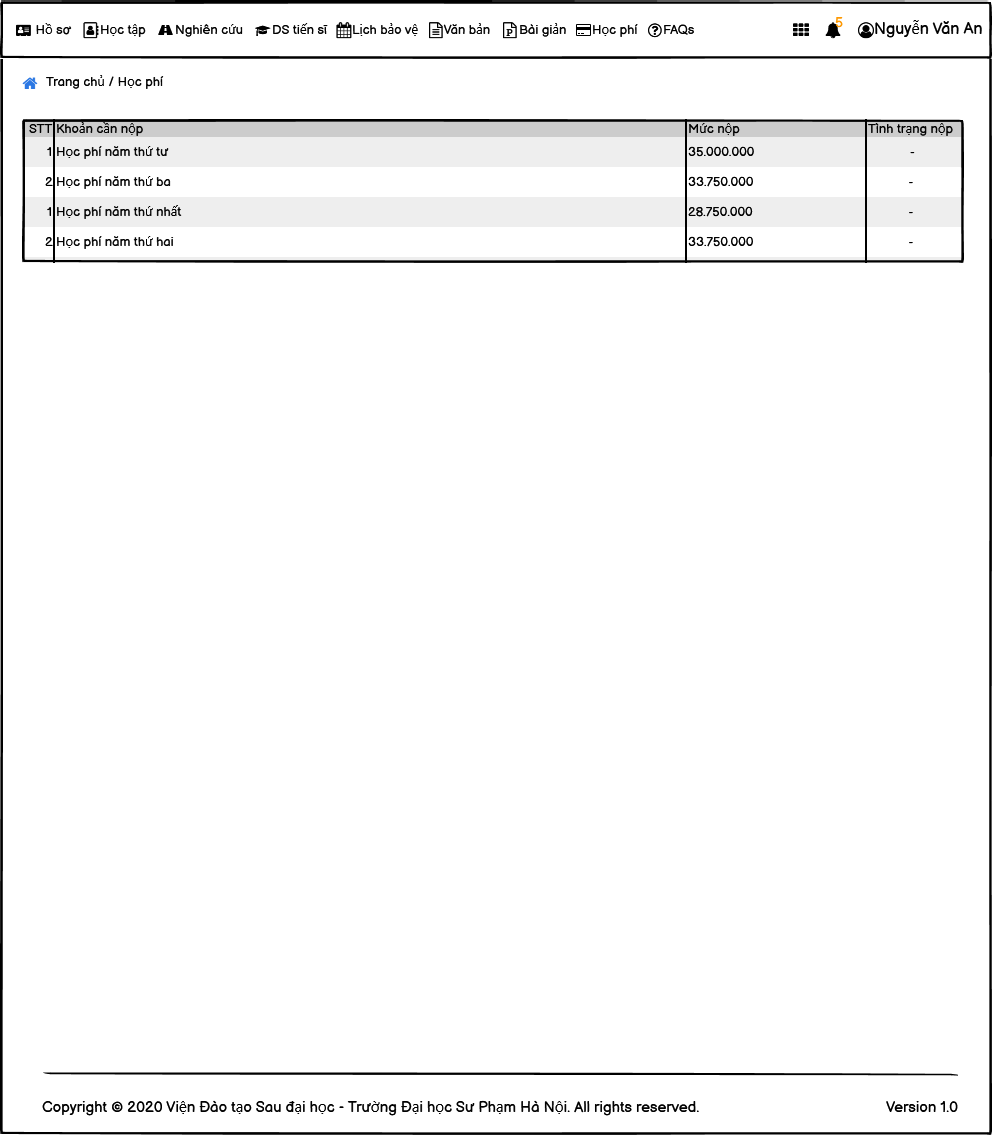 Hồ sơ Học tập Nghiên cứu DS tiến sĩ Lịch bảo vệ Văn bản Bài giản Học phí FAQs 5 Nguyễn Văn An
Trang chủ / Học phí
STT Khoản cần nộp Mức nộp Tình trạng nộp
1 Học phí năm thứ tư 35.000.000 -
2 Học phí năm thứ ba 33.750.000 -
1 Học phí năm thứ nhất 28.750.000 -
2 Học phí năm thứ hai 33.750.000 -
Copyright © 2020 Viện Đào tạo Sau đại học - Trường Đại học Sư Phạm Hà Nội. All rights reserved. Version 1.0